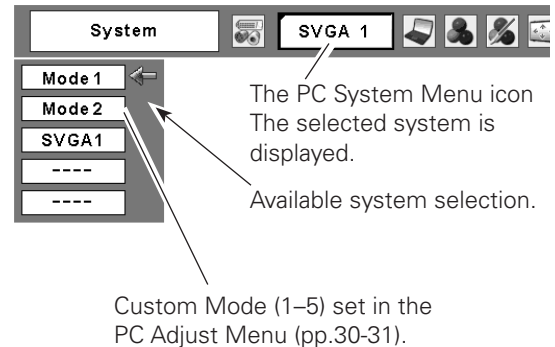 System
SVGA 1
Mode 1
Mode 2
SVGA1
----
----
The PC System Menu icon
The selected system is
displayed.
Available system selection.
Custom Mode (1–5) set in the
PC Adjust Menu (pp.30-31).